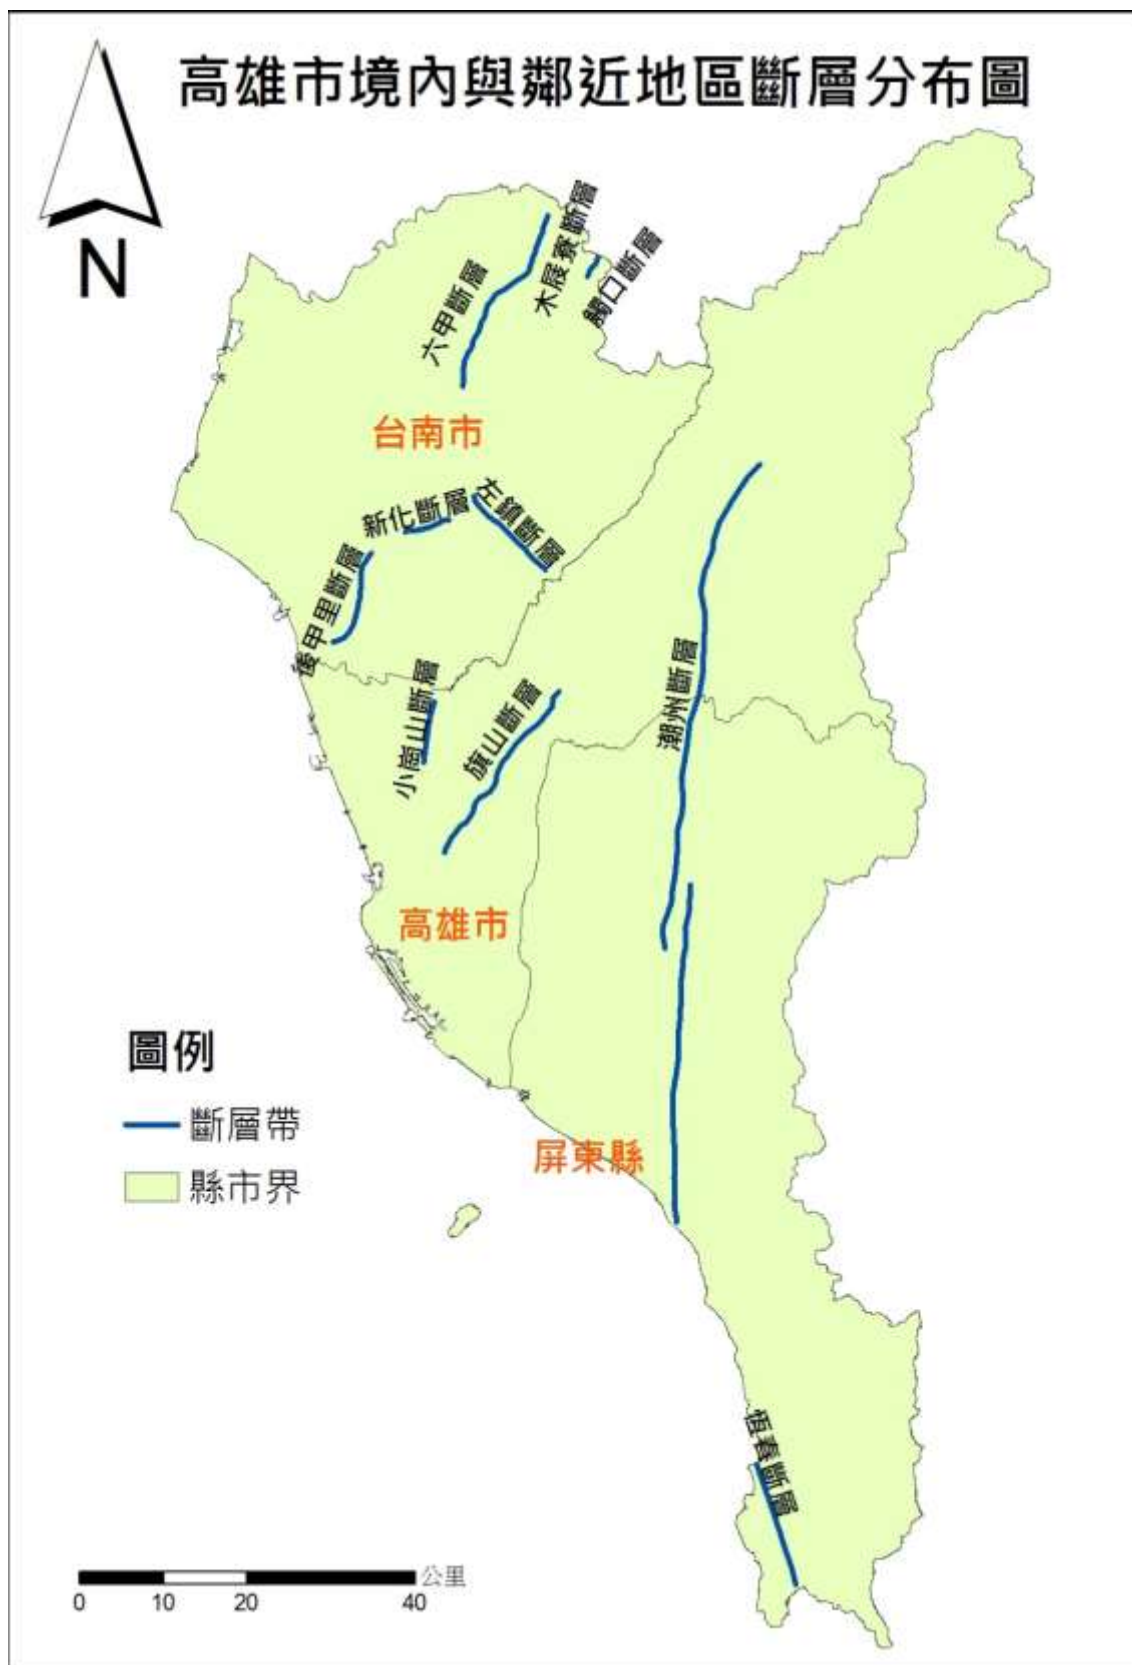 高雄市境內與鄰近地區斷層分布圖
N
木屐寮斷層
觸口斷層
六甲斷層
台南市
新化斷層
左鎮斷層
後甲里斷層
小崗山斷層
旗山斷層
潮州斷層
高雄市
圖例
斷層帶
縣市界
屏東縣
恆春斷層
公里
0 10 20 40